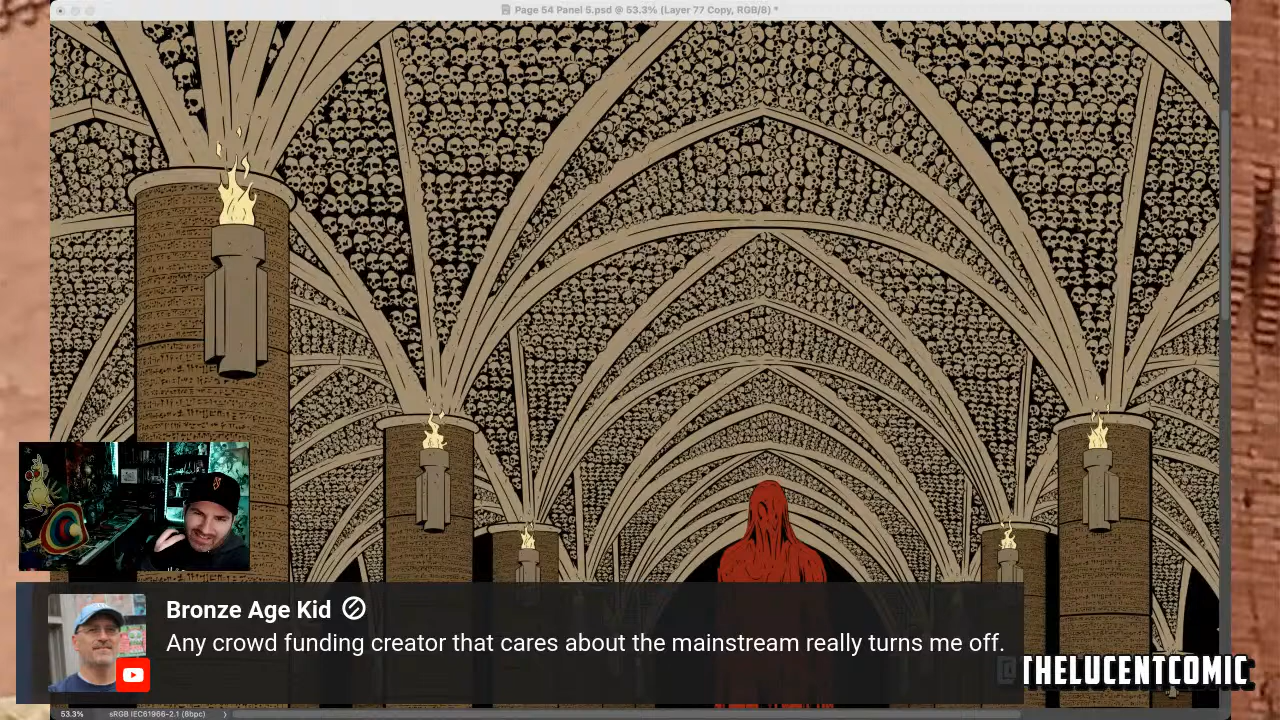 Page 54 Panel 5.psd @ 53.3% (Layer 77 Copy, RGB/8) *
Bronze Age Kid
Any crowd funding creator that cares about the mainstream really turns me off.
@THELUCENTCOMIC
53.3% sRGB IEC61966-2.1 (8bpc)